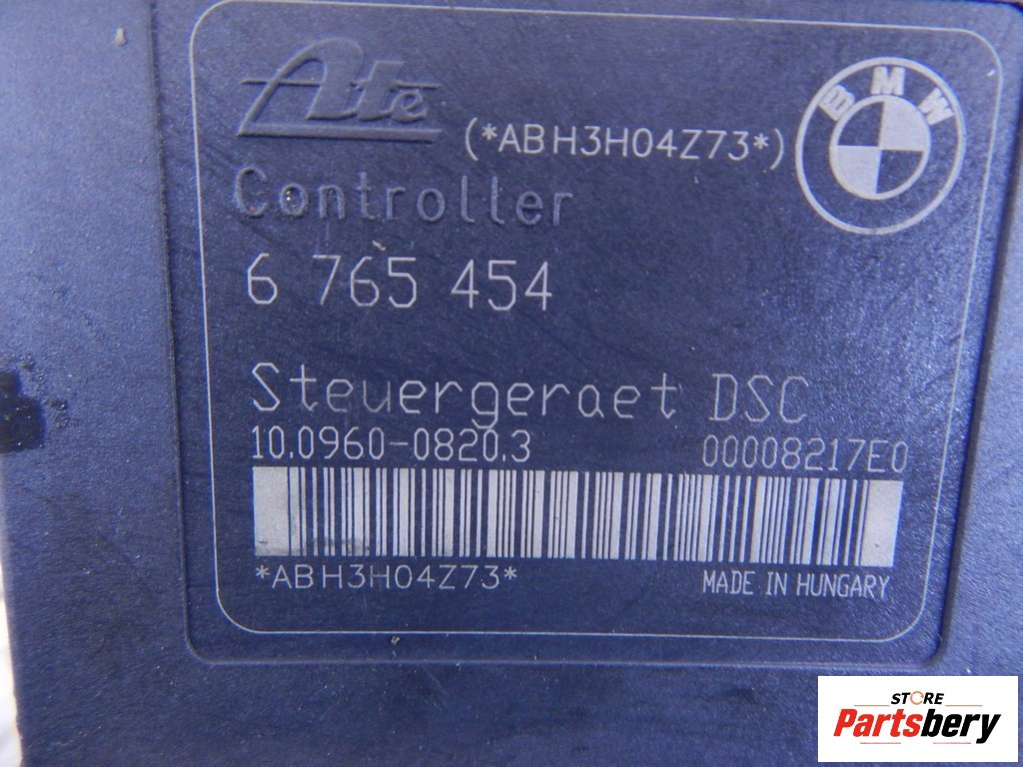 Ate
(*ABH3H04Z73*)
BMW
Controller
6 765 454
Steuergeraet DSC
10.0960-0820.3 00008217E0
*ABH3H04Z73*
MADE IN HUNGARY
STORE
Partsbery